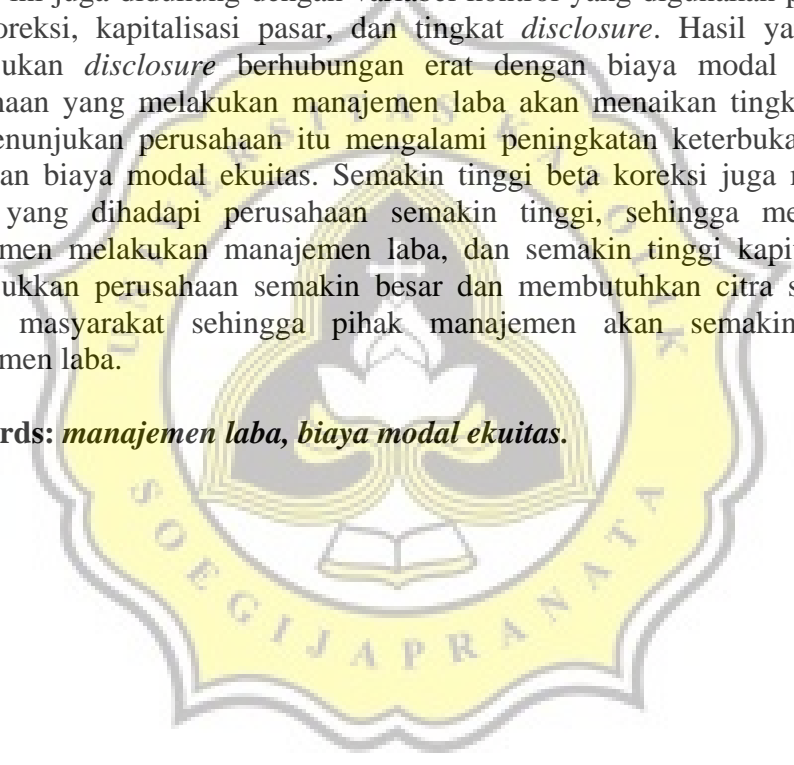 ini juga didukung dengan variabel kontrol yang digunakan
oreksi, kapitalisasi pasar, dan tingkat disclosure. Hasil ya
ukan disclosure berhubungan erat dengan biaya modal
haan yang melakukan manajemen laba akan menaikan tingk
enunjukan perusahaan itu mengalami peningkatan keterbuka
an biaya modal ekuitas. Semakin tinggi beta koreksi juga
yang dihadapi perusahaan semakin tinggi, sehingga me
men melakukan manajemen laba, dan semakin tinggi kapit
ukkan perusahaan semakin besar dan membutuhkan citra s
masyarakat sehingga pihak manajemen akan semakin
men laba.
rds: manajemen laba, biaya modal ekuitas.
UNIVERSITAS KATOLIK
SOEGIJAPRANATA